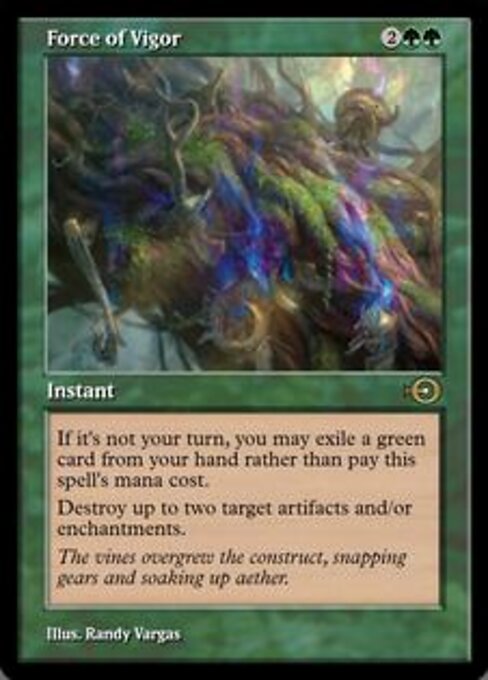 Force of Vigor 2
Instant
If it's not your turn, you may exile a green
card from your hand rather than pay this
spell's mana cost.
Destroy up to two target artifacts and/or
enchantments.
The vines overgrew the construct, snapping
gears and soaking up aether.
Illus. Randy Vargas